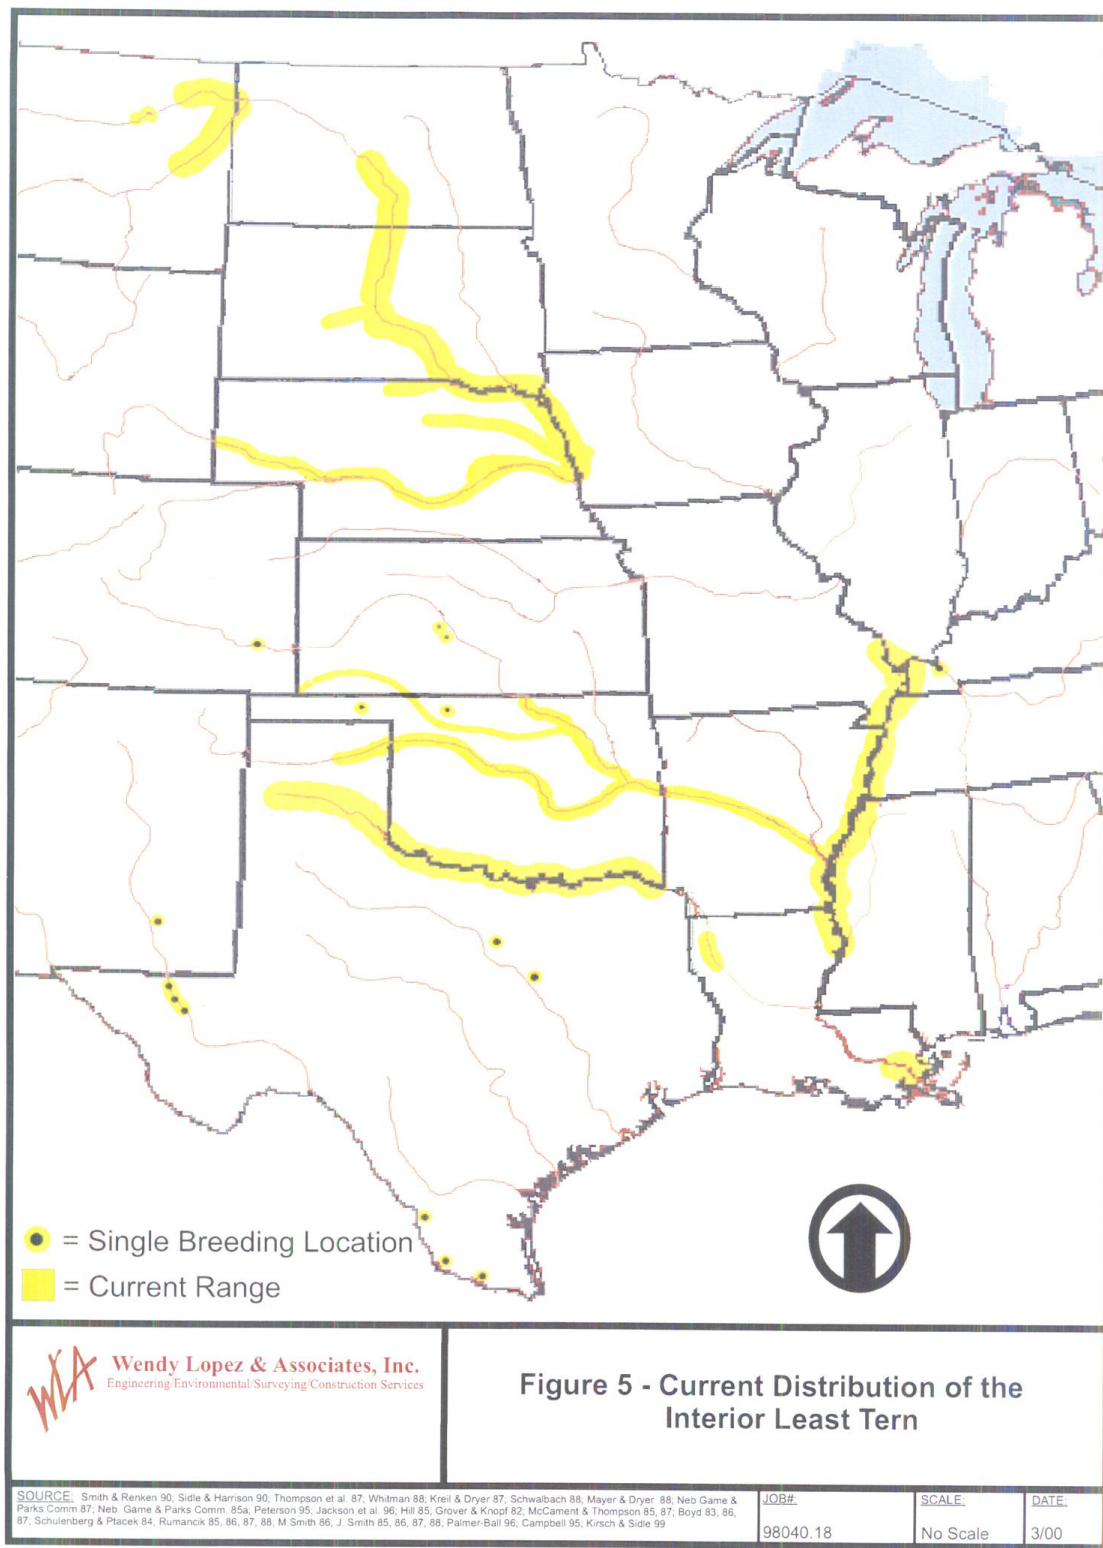 = Single Breeding Location
= Current Range
WLA
Wendy Lopez & Associates, Inc.
Engineering/Environmental/Surveying/Construction Services
Figure 5 - Current Distribution of the
Interior Least Tern
SOURCE: Smith & Renken 90; Sidle & Harrison 90; Thompson et al. 87; Whitman 88; Kreil & Dryer 87; Schwalbach 88; Mayer & Dryer 88; Neb Game &
Parks Comm.87; Neb. Game & Parks Comm. 85a; Peterson 95; Jackson et al. 96; Hill 85; Grover & Knopf 82; McCament & Thompson 85, 87; Boyd 83, 86,
87; Schulenberg & Ptacek 84; Rumancik 85, 86, 87, 88; M.Smith 86; J. Smith 85, 86, 87, 88; Palmer-Ball 96; Campbell 95; Kirsch & Sidle 99
JOB#:
98040.18
SCALE:
No Scale
DATE:
3/00